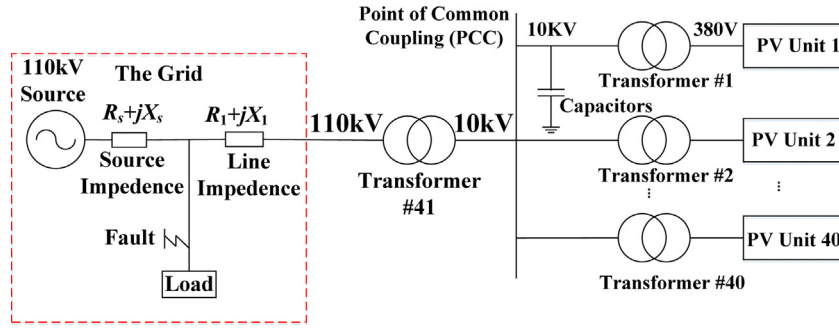 Point of Common
Coupling (PCC)
10KV
380V
PV Unit 1
Transformer #1
Capacitors
110kV
Source
The Grid
Rs+jXs
R1+jX1
Source
Impedence
Line
Impedence
110kV
10kV
Transformer
#41
PV Unit 2
Transformer #2
...
...
Fault
Load
PV Unit 40
Transformer #40